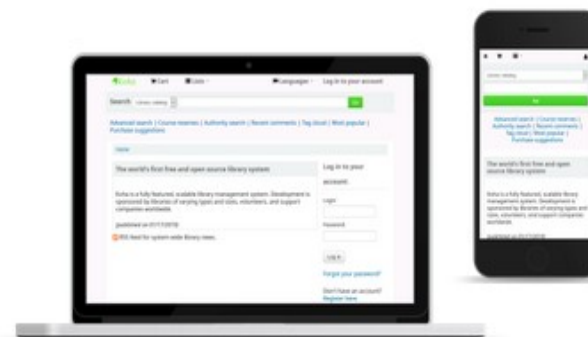 Koha Cart Lists Languages Log in to your account
Search Library catalog Go
Advanced search | Course reserves | Authority search | Recent comments | Tag cloud | Most popular |
Purchase suggestions
Home
The world's first free and open source library system
Koha is a fully featured, scalable library management system. Development is
sponsored by libraries of varying types and sizes, volunteers, and support
companies worldwide.
(published on 01/17/2018)
RSS feed for system-wide library news.
Log in to your
account:
Login:
Password:
Log in
Forgot your password?
Don't have an account?
Register here
Library catalog
Go
Advanced search | Course reserves |
Authority search | Recent comments |
Tag cloud | Most popular |
Purchase suggestions
The world's first free and open
source library system
Koha is a fully featured, scalable library
management system. Development is
sponsored by libraries of varying types and
sizes, volunteers, and support companies
worldwide.